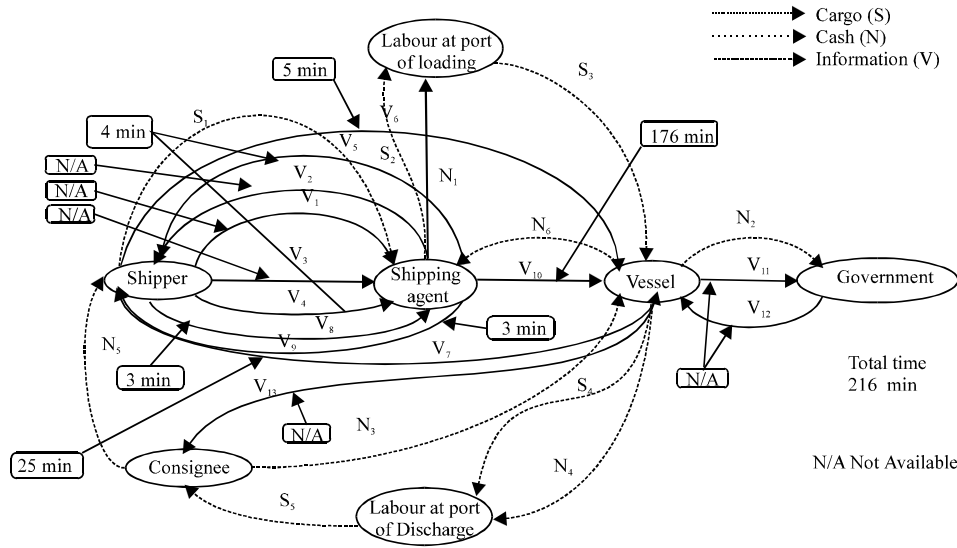 Cargo (S)
Cash (N)
Information (V)
Labour at port
of loading
5 min
S3
S1
V6
4 min
V5
176 min
S2
N/A
V2
N1
N/A
V1
N/A
N6
N2
V3
Shipper
Shipping
agent
V10
Vessel
V11
Government
V4
V8
V12
3 min
N5
V9
V7
3 min
Total time
216 min
S4
N/A
V13
N/A
N3
25 min
Consignee
N4
N/A Not Available
S5
Labour at port
of Discharge